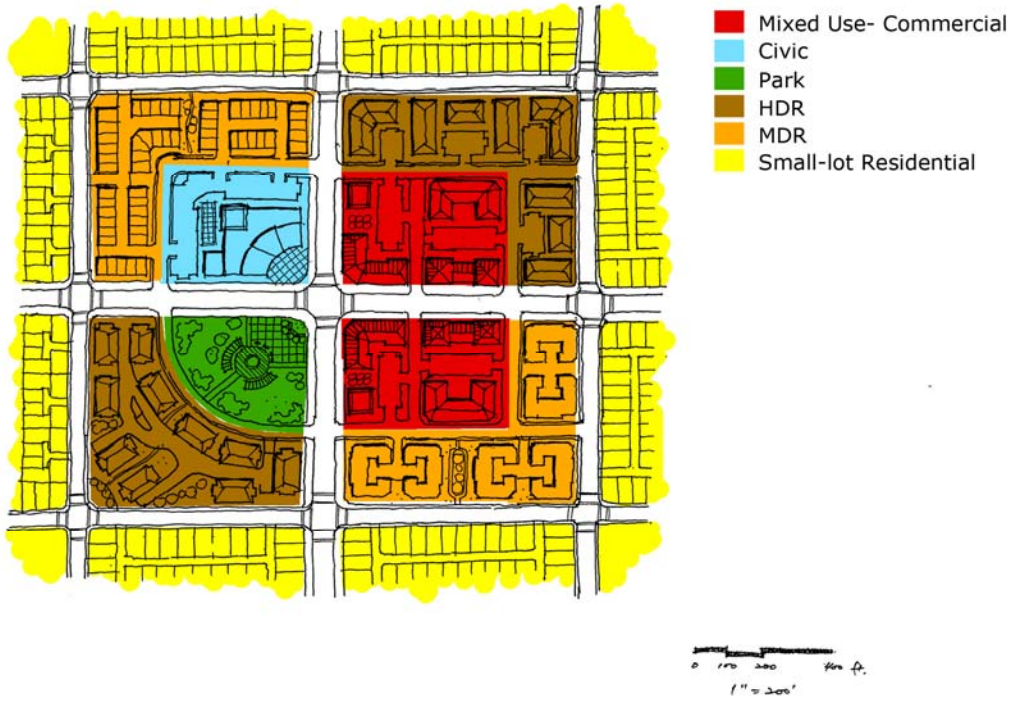 Mixed Use- Commercial
Civic
Park
HDR
MDR
Small-lot Residential
0 100 200 400 ft.
1" = 200'